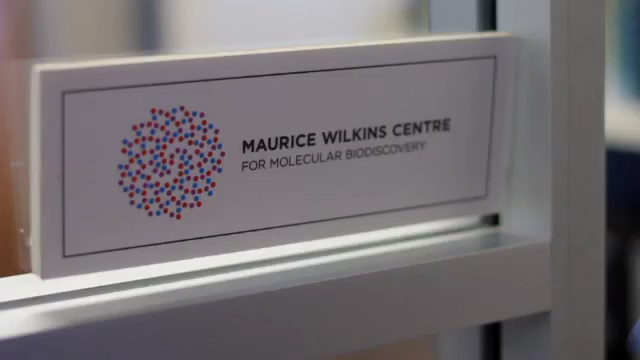 MAURICE WILKINS CENTRE
FOR MOLECULAR BIODISCOVERY